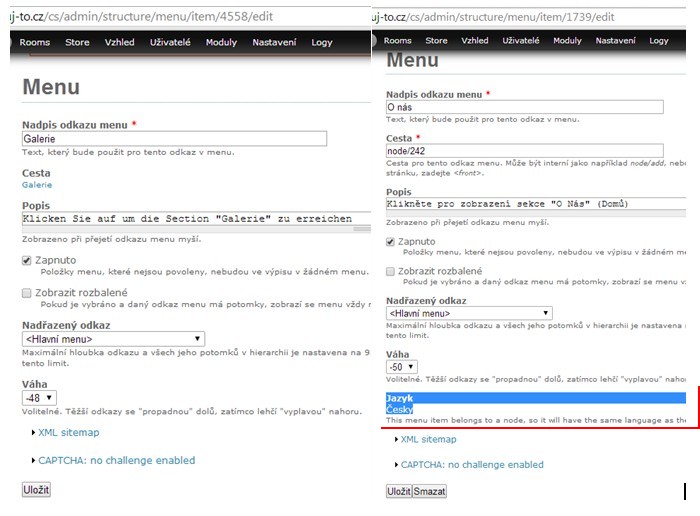 uj-to.cz/cs/admin/structure/menu/item/4558/edit
Rooms Store Vzhled Uživatelé Moduly Nastavení Logy
Menu
Nadpis odkazu menu *
Galerie
Text, který bude použit pro tento odkaz v menu.
Cesta
Galerie
Popis
Klicken Sie auf um die Section "Galerie" zu erreichen
Zobrazeno při přejetí odkazu menu myší.
Zapnuto
Položky menu, které nejsou povoleny, nebudou ve výpisu v žádném menu.
Zobrazit rozbalené
Pokud je vybráno a daný odkaz menu má potomky, zobrazí se menu vždy r
Nadřazený odkaz
<Hlavní menu>
Maximální hloubka odkazu a všech jeho potomků v hierarchii je nastavena na 9
tento limit.
Váha
-48
Volitelné. Těžší odkazy se "propadnou" dolů, zatímco lehčí "vyplavou" nahoru.
XML sitemap
CAPTCHA: no challenge enabled
Uložit
uj-to.cz/cs/admin/structure/menu/item/1739/edit
Rooms Store Vzhled Uživatelé Moduly Nastavení Logy
Menu
Nadpis odkazu menu *
O nás
Text, který bude použit pro tento odkaz v menu.
Cesta *
node/242
Cesta pro tento odkaz menu. Může být interní jako například node/add, nebo
stránku, zadejte <front>.
Popis
Klikněte pro zobrazení sekce "O Nás" (Domů)
Zobrazeno při přejetí odkazu menu myší.
Zapnuto
Položky menu, které nejsou povoleny, nebudou ve výpisu v žádném men
Zobrazit rozbalené
Pokud je vybráno a daný odkaz menu má potomky, zobrazí se menu v
Nadřazený odkaz
<Hlavní menu>
Maximální hloubka odkazu a všech jeho potomků v hierarchii je nastavena n
tento limit.
Váha
-50
Volitelné. Těžší odkazy se "propadnou" dolů, zatímco lehčí "vyplavou" naho
Jazyk
Česky
This menu item belongs to a node, so it will have the same language as the
XML sitemap
CAPTCHA: no challenge enabled
Uložit Smazat